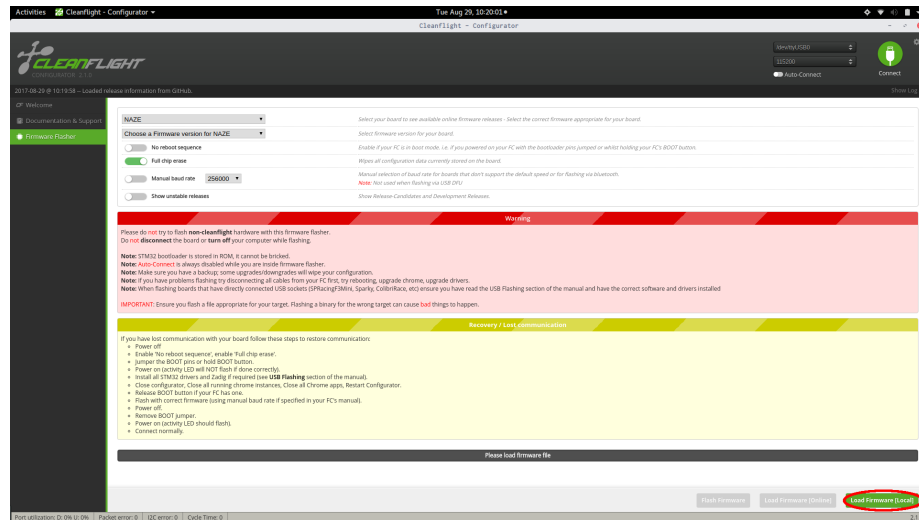 Activities Cleanflight - Configurator
Tue Aug 29, 10:20:01
Cleanflight - Configurator
CLEANFLIGHT
CONFIGURATOR 2.1.0
/dev/ttyUSB0
115200
Auto-Connect
Connect
2017-08-29 @ 10:19:58 -- Loaded release information from GitHub.
Show Log
Welcome
Documentation & Support
Firmware Flasher
NAZE
Select your board to see available online firmware releases - Select the correct firmware appropriate for your board.
Choose a Firmware version for NAZE
Select firmware version for your board.
No reboot sequence
Enable if your FC is in boot mode. i.e. if you powered on your FC with the bootloader pins jumpered or whilst holding your FC's BOOT button.
Full chip erase
Wipes all configuration data currently stored on the board.
Manual baud rate 256000
Manual selection of baud rate for boards that don't support the default speed or for flashing via bluetooth.
Note: Not used when flashing via USB DFU
Show unstable releases
Show Release-Candidates and Development Releases.
Warning
Please do not try to flash non-cleanflight hardware with this firmware flasher.
Do not disconnect the board or turn off your computer while flashing.
Note: STM32 bootloader is stored in ROM, it cannot be bricked.
Note: Auto-Connect is always disabled while you are inside firmware flasher.
Note: Make sure you have a backup; some upgrades/downgrades will wipe your configuration.
Note: If you have problems flashing try disconnecting all cables from your FC first, try rebooting, upgrade chrome, upgrade drivers.
Note: When flashing boards that have directly connected USB sockets (SPRacingF3Mini, Sparky, ColibriRace, etc) ensure you have read the USB Flashing section of the manual and have the correct software and drivers installed
IMPORTANT: Ensure you flash a file appropriate for your target. Flashing a binary for the wrong target can cause bad things to happen.
Recovery / Lost communication
If you have lost communication with your board follow these steps to restore communication:
Power off
Enable 'No reboot sequence', enable 'Full chip erase'.
Jumper the BOOT pins or hold BOOT button.
Power on (activity LED will NOT flash if done correctly).
Install all STM32 drivers and Zadig if required (see USB Flashing section of the manual).
Close configurator, Close all running chrome instances, Close all Chrome apps, Restart Configurator.
Release BOOT button if your FC has one.
Flash with correct firmware (using manual baud rate if specified in your FC's manual).
Power off.
Remove BOOT jumper.
Power on (activity LED should flash).
Connect normally.
Please load firmware file
Flash Firmware
Load Firmware [Online]
Load Firmware [Local]
Port utilization: D: 0% U: 0% Packet error: 0 I2C error: 0 Cycle Time: 0